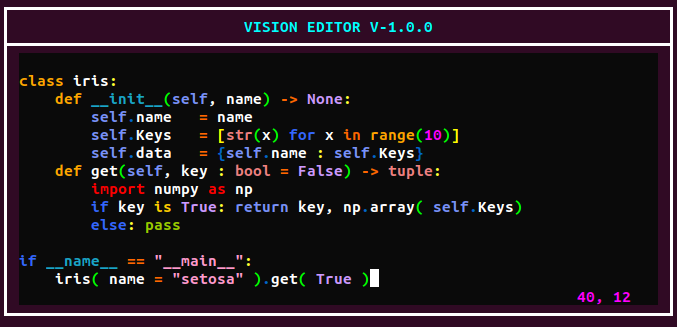 VISION EDITOR V-1.0.0
class iris:
    def __init__(self, name) -> None:
        self.name   = name
        self.Keys   = [str(x) for x in range(10)]
        self.data   = {self.name : self.Keys}
    def get(self, key : bool = False) -> tuple:
        import numpy as np
        if key is True: return key, np.array( self.Keys)
        else: pass
if __name__ == "__main__":
    iris( name = "setosa" ).get( True )
40, 12